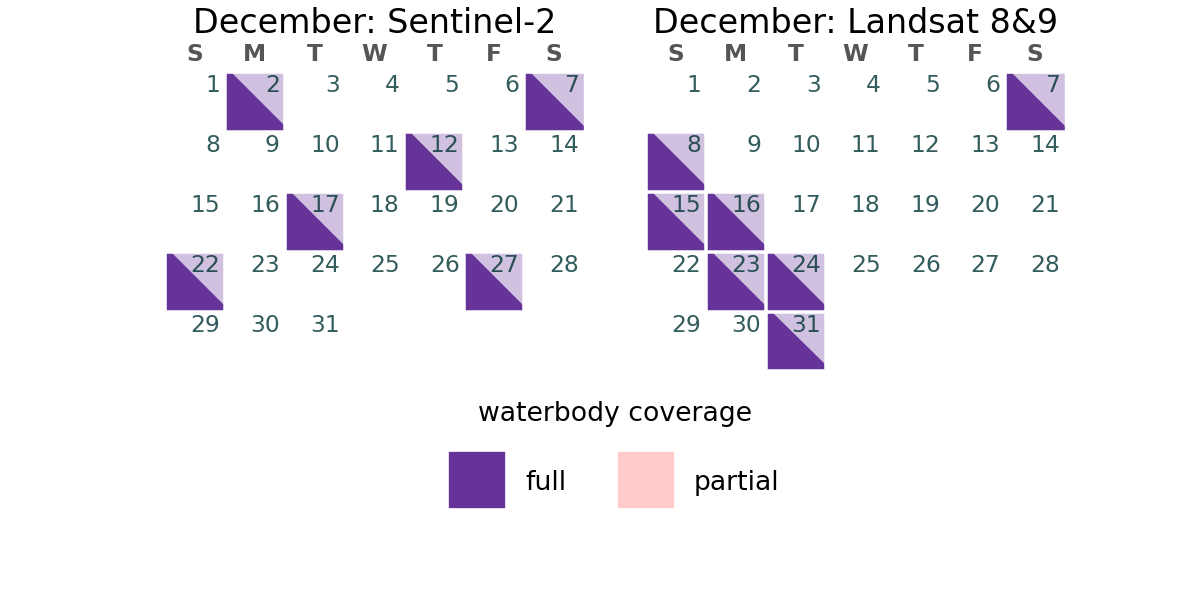 December: Sentinel-2
S M T W T F S
1 2 3 4 5 6 7
8 9 10 11 12 13 14
15 16 17 18 19 20 21
22 23 24 25 26 27 28
29 30 31
December: Landsat 8&9
S M T W T F S
1 2 3 4 5 6 7
8 9 10 11 12 13 14
15 16 17 18 19 20 21
22 23 24 25 26 27 28
29 30 31
waterbody coverage
full
partial